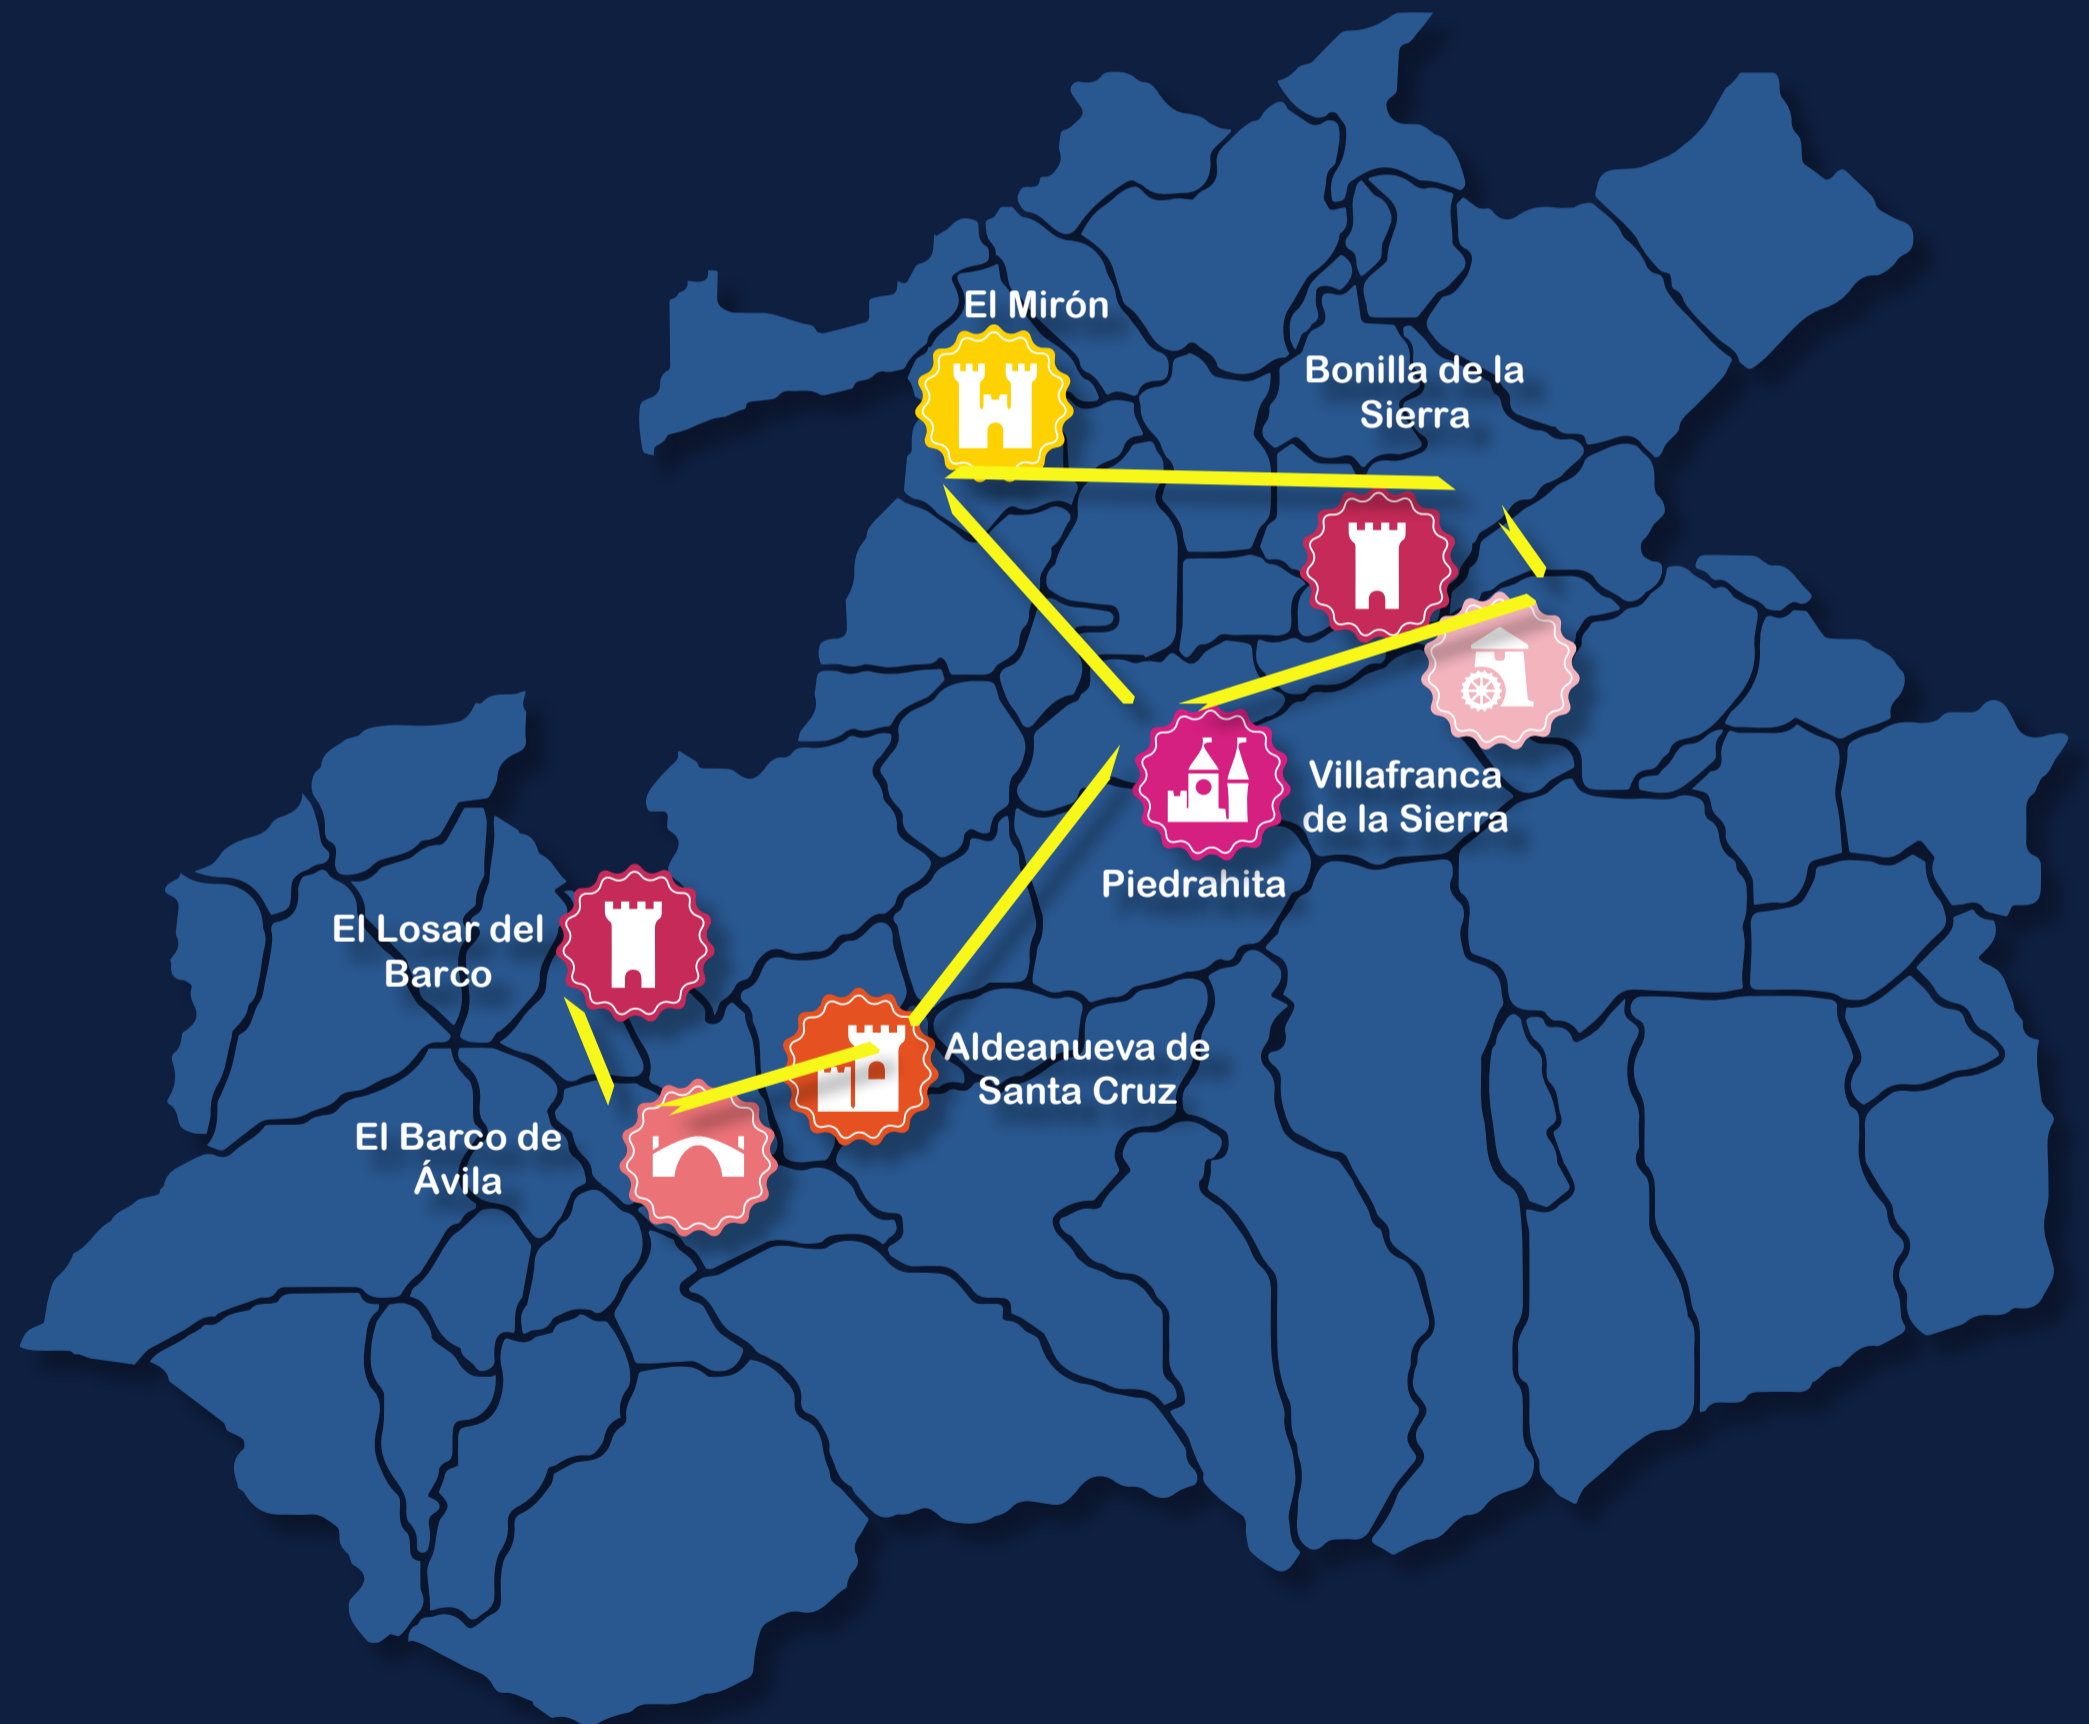 El Mirón
Bonilla de la
Sierra
Villafranca
de la Sierra
Piedrahita
El Losar del
Barco
Aldeanueva de
Santa Cruz
El Barco de
Ávila